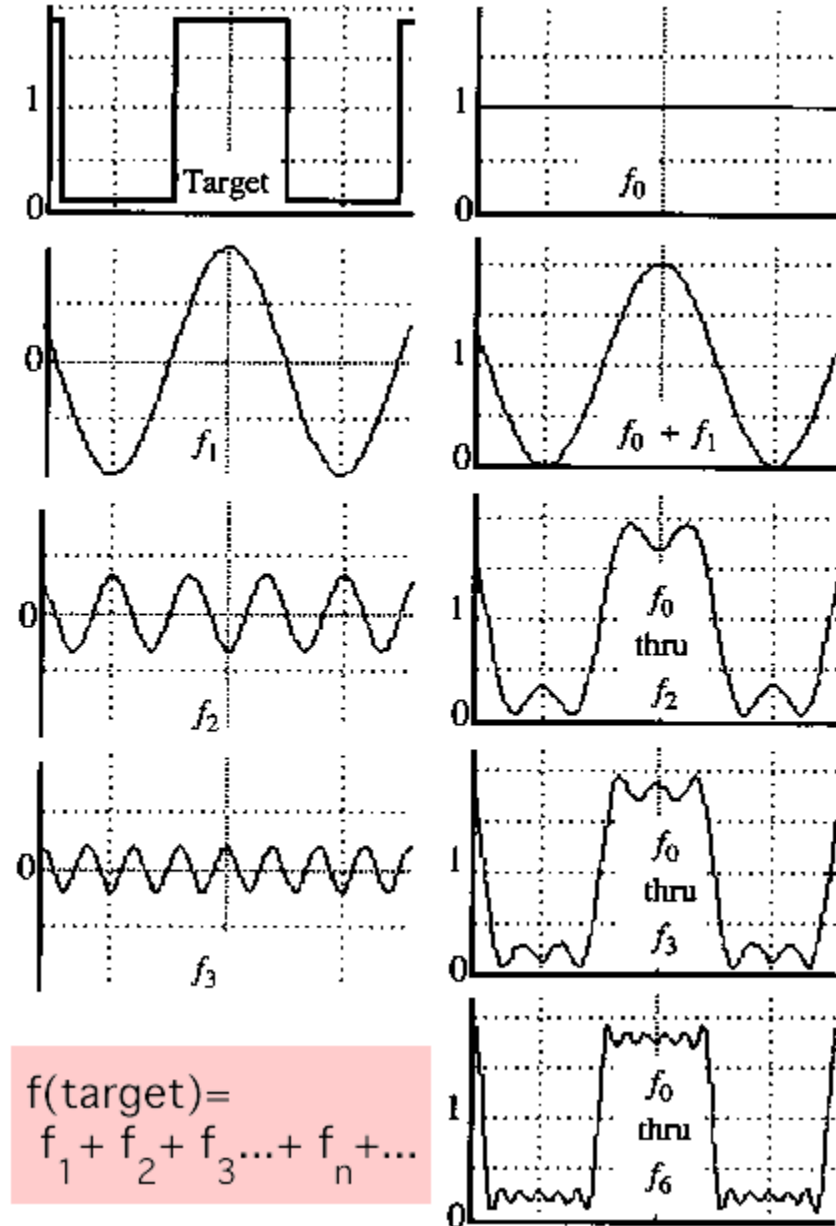 1
0
Target
1
0
f₀
0
f₁
1
0
f₀ + f₁
0
f₂
1
0
f₀
thru
f₂
0
f₃
1
0
f₀
thru
f₃
f(target)=
f₁ + f₂ + f₃...+ fₙ+...
1
0
f₀
thru
f₆